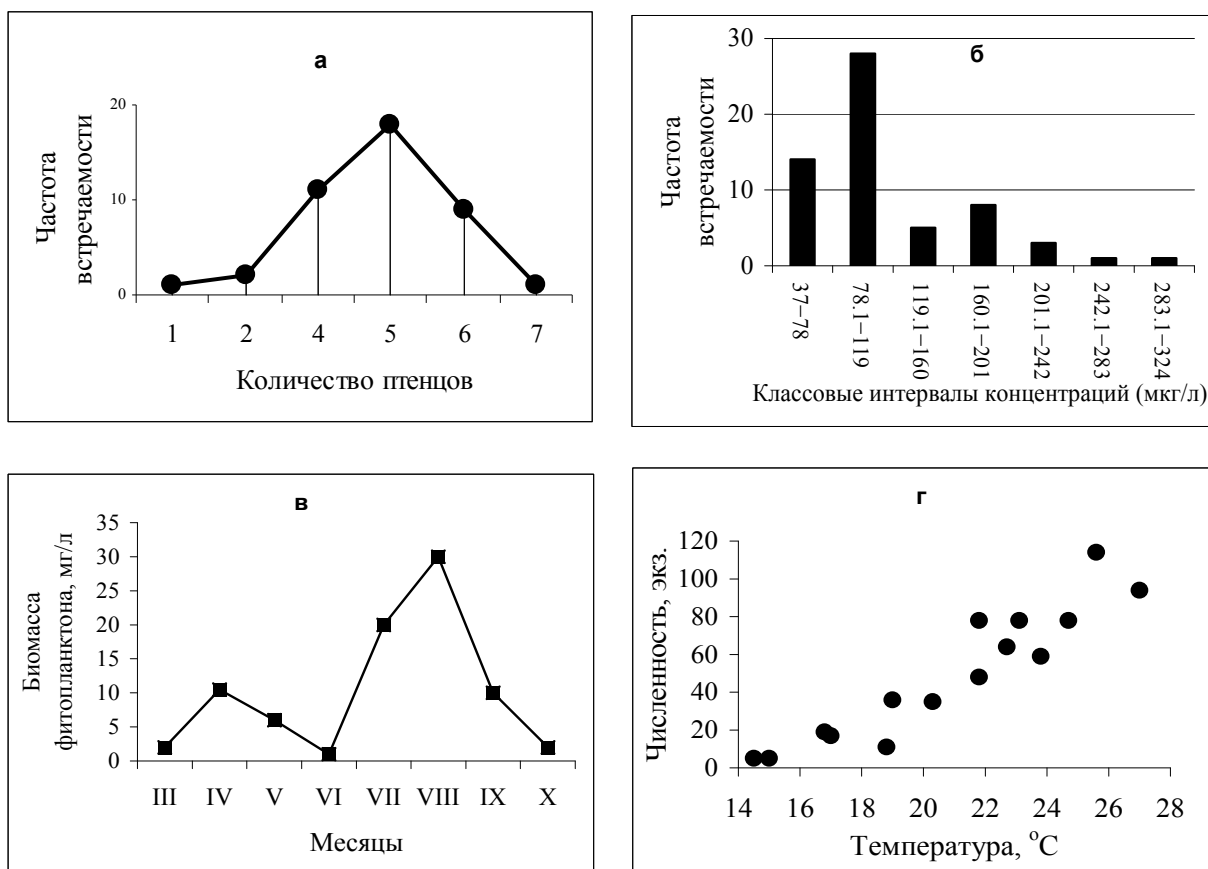 а
Частота
встречаемости
20
10
0
1 2 4 5 6 7
Количество птенцов
б
Частота
встречаемости
30
20
10
0
37–78
78.1–119
119.1–160
160.1–201
201.1–242
242.1–283
283.1–324
Классовые интервалы концентраций (мкг/л)
в
Биомасса
фитопланктона, мг/л
35
30
25
20
15
10
5
0
III IV V VI VII VIII IX X
Месяцы
г
Численность, экз.
120
100
80
60
40
20
0
14 16 18 20 22 24 26 28
Температура, °С